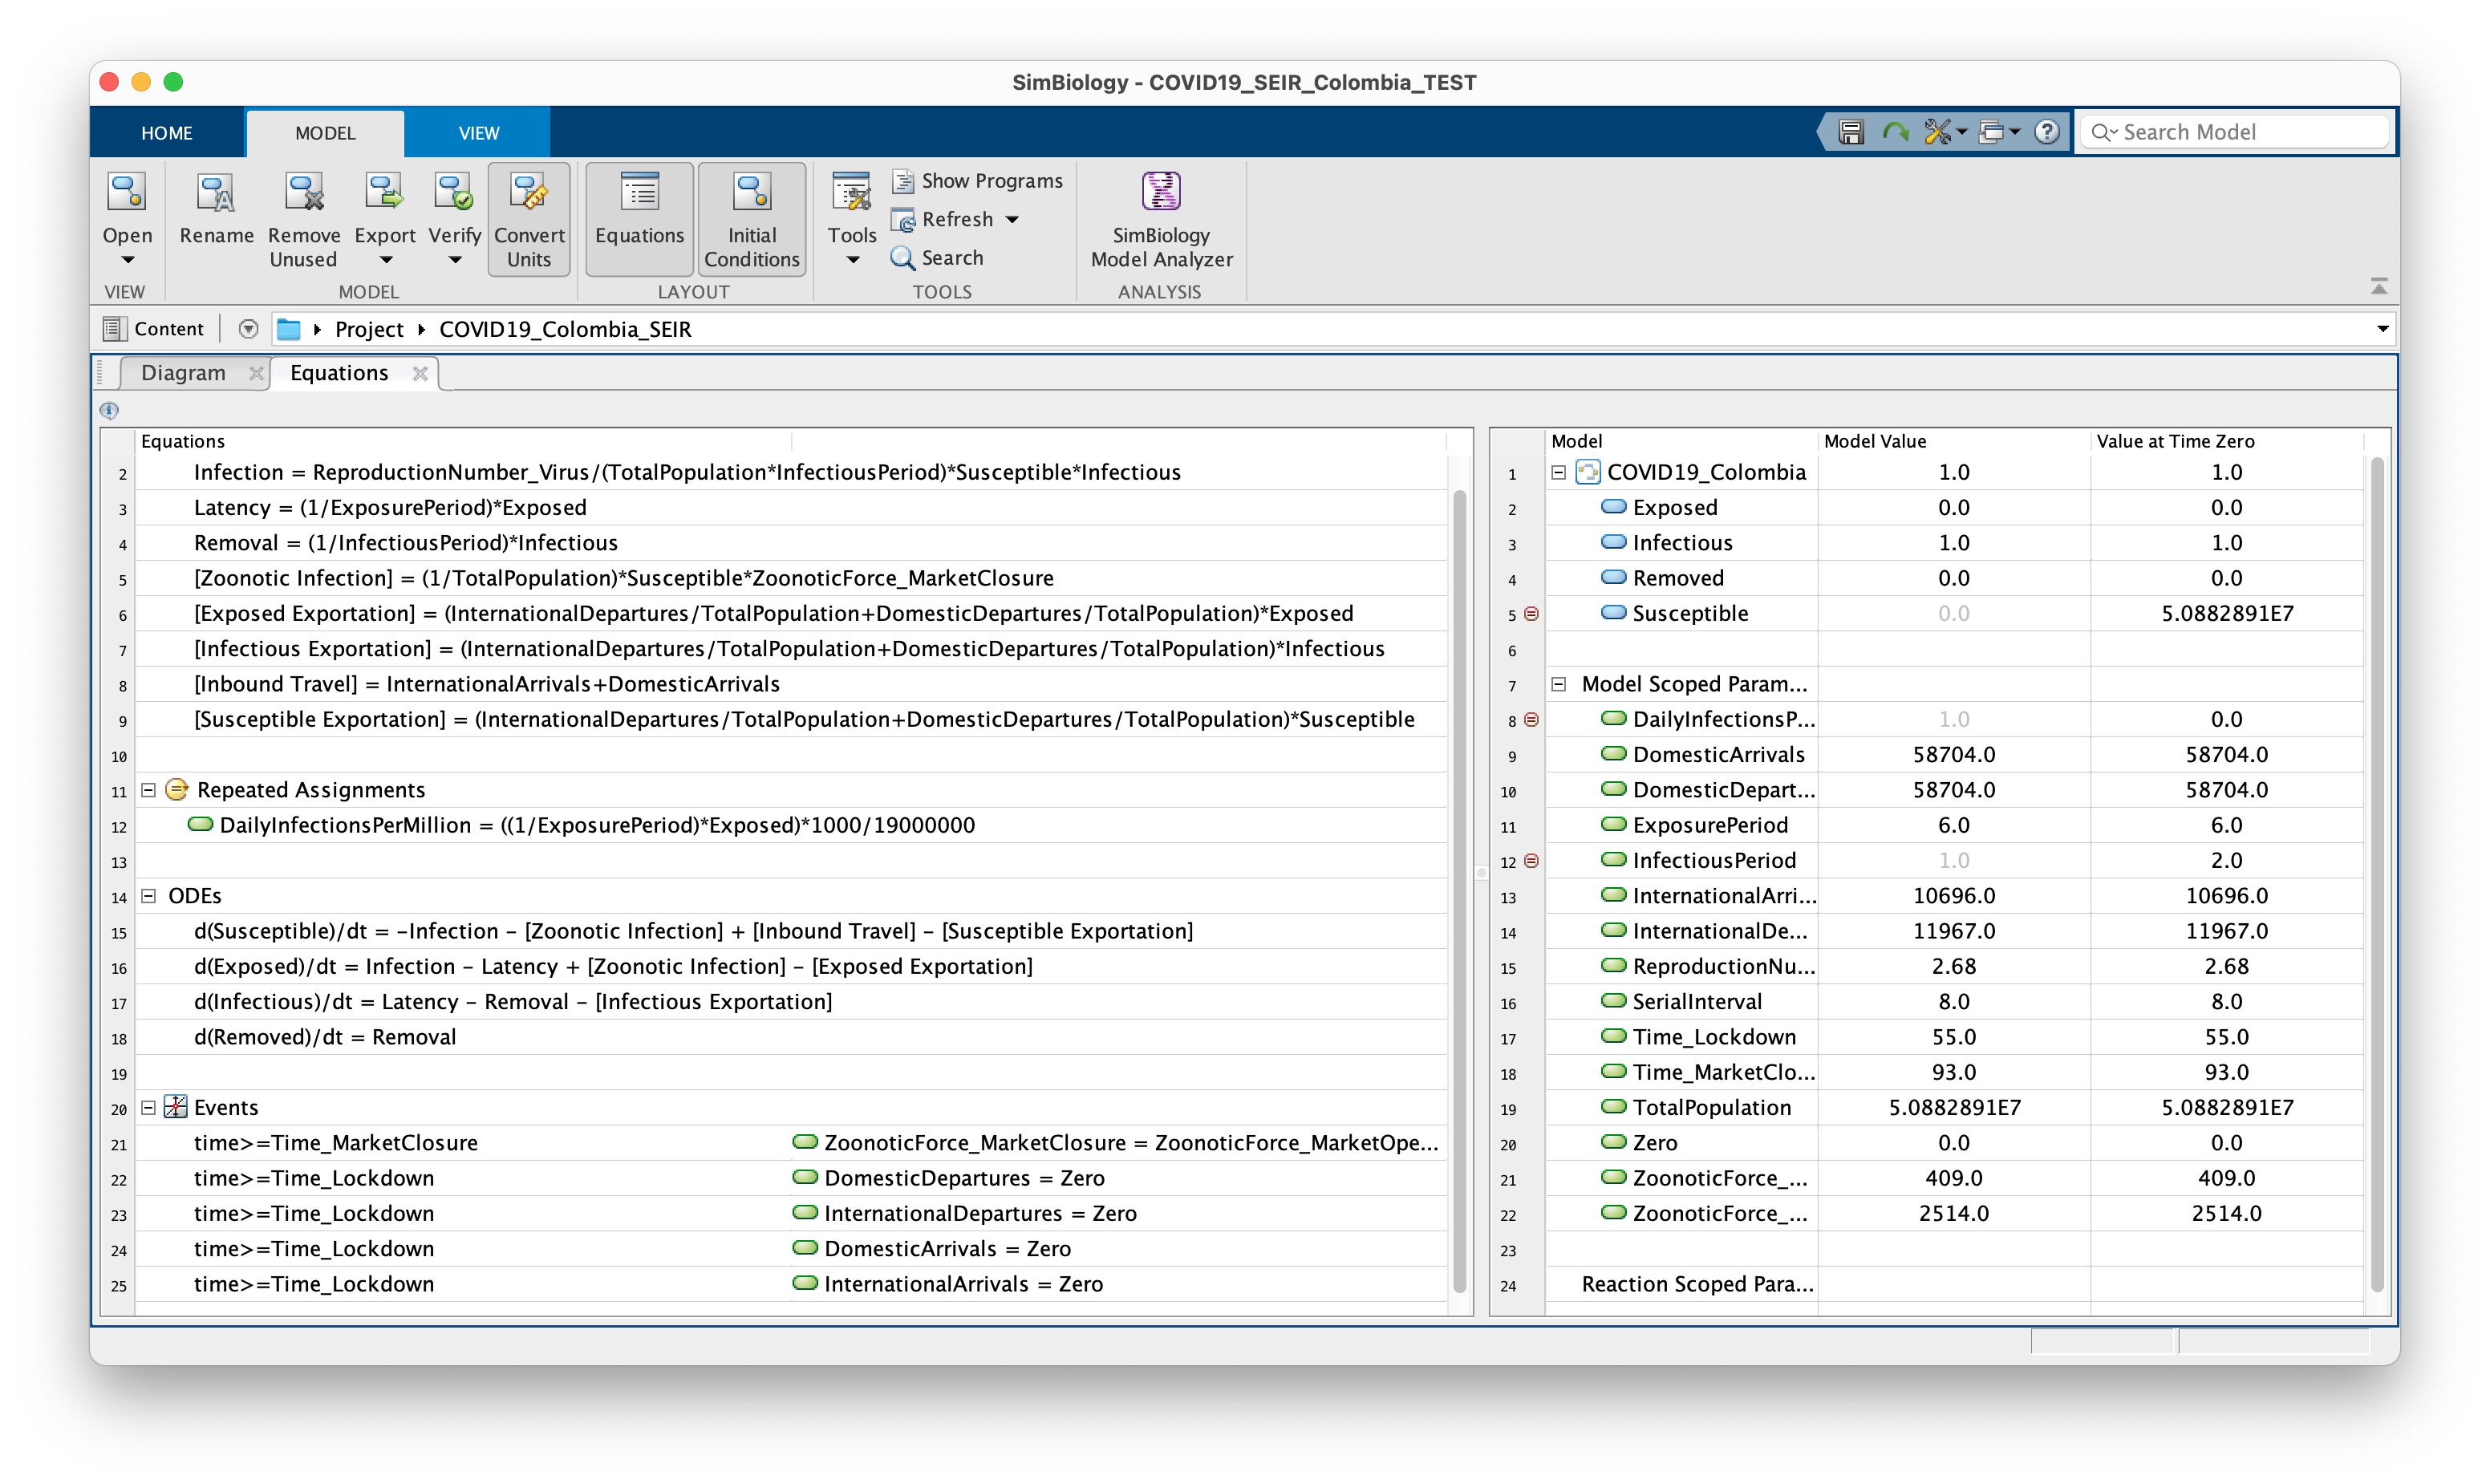 SimBiology - COVID19_SEIR_Colombia_TEST
HOME MODEL VIEW Search Model
Open Rename Remove Unused Export Verify Convert Units Equations Initial Conditions Tools Show Programs Refresh Search SimBiology Model Analyzer
VIEW MODEL LAYOUT TOOLS ANALYSIS
Content Project COVID19_Colombia_SEIR
Diagram Equations
Equations
2 Infection = ReproductionNumber_Virus/(TotalPopulation*InfectiousPeriod)*Susceptible*Infectious
3 Latency = (1/ExposurePeriod)*Exposed
4 Removal = (1/InfectiousPeriod)*Infectious
5 [Zoonotic Infection] = (1/TotalPopulation)*Susceptible*ZoonoticForce_MarketClosure
6 [Exposed Exportation] = (InternationalDepartures/TotalPopulation+DomesticDepartures/TotalPopulation)*Exposed
7 [Infectious Exportation] = (InternationalDepartures/TotalPopulation+DomesticDepartures/TotalPopulation)*Infectious
8 [Inbound Travel] = InternationalArrivals+DomesticArrivals
9 [Susceptible Exportation] = (InternationalDepartures/TotalPopulation+DomesticDepartures/TotalPopulation)*Susceptible
10
11 Repeated Assignments
12 DailyInfectionsPerMillion = ((1/ExposurePeriod)*Exposed)*1000/19000000
13
14 ODEs
15 d(Susceptible)/dt = -Infection - [Zoonotic Infection] + [Inbound Travel] - [Susceptible Exportation]
16 d(Exposed)/dt = Infection - Latency + [Zoonotic Infection] - [Exposed Exportation]
17 d(Infectious)/dt = Latency - Removal - [Infectious Exportation]
18 d(Removed)/dt = Removal
19
20 Events
21 time>=Time_MarketClosure ZoonoticForce_MarketClosure = ZoonoticForce_MarketOpe...
22 time>=Time_Lockdown DomesticDepartures = Zero
23 time>=Time_Lockdown InternationalDepartures = Zero
24 time>=Time_Lockdown DomesticArrivals = Zero
25 time>=Time_Lockdown InternationalArrivals = Zero
Model Model Value Value at Time Zero
1 COVID19_Colombia 1.0 1.0
2 Exposed 0.0 0.0
3 Infectious 1.0 1.0
4 Removed 0.0 0.0
5 Susceptible 0.0 5.0882891E7
6
7 Model Scoped Param...
8 DailyInfectionsP... 1.0 0.0
9 DomesticArrivals 58704.0 58704.0
10 DomesticDepart... 58704.0 58704.0
11 ExposurePeriod 6.0 6.0
12 InfectiousPeriod 1.0 2.0
13 InternationalArri... 10696.0 10696.0
14 InternationalDe... 11967.0 11967.0
15 ReproductionNu... 2.68 2.68
16 SerialInterval 8.0 8.0
17 Time_Lockdown 55.0 55.0
18 Time_MarketClo... 93.0 93.0
19 TotalPopulation 5.0882891E7 5.0882891E7
20 Zero 0.0 0.0
21 ZoonoticForce_... 409.0 409.0
22 ZoonoticForce_... 2514.0 2514.0
23
24 Reaction Scoped Para...